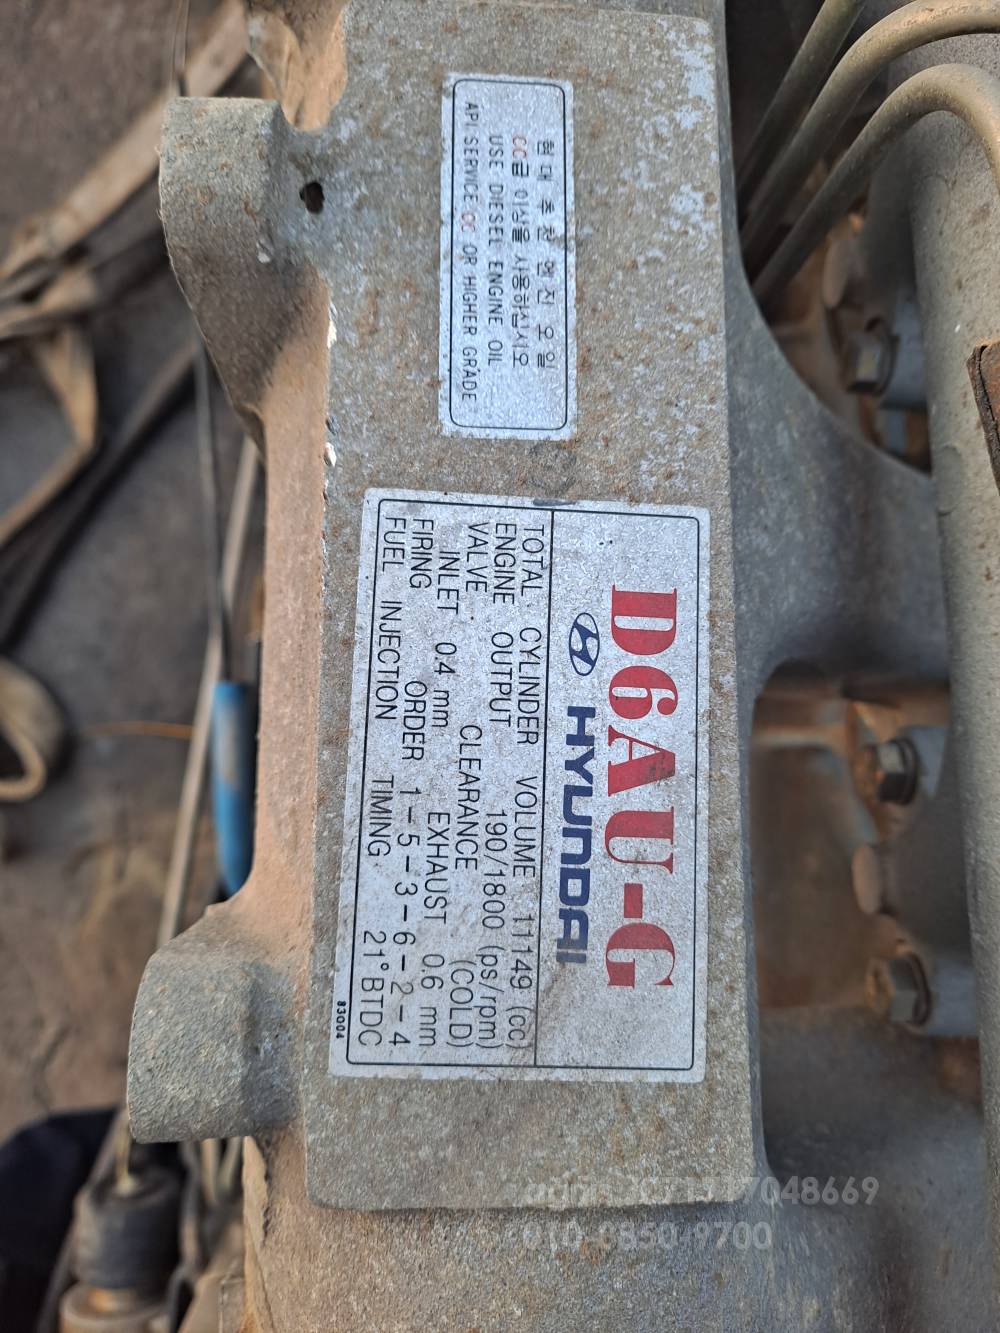 현대 추천 엔진 오일
CC급 이상을 사용하십시오
USE DIESEL ENGINE OIL
API SERVICE CC OR HIGHER GRADE
D6AU-G
HYUNDAI
TOTAL CYLINDER VOLUME 11149 (cc)
ENGINE OUTPUT 190/1800 (ps/rpm)
VALVE CLEARANCE (COLD)
INLET 0.4 mm EXHAUST 0.6 mm
FIRING ORDER 1-5-3-6-2-4
FUEL INJECTION TIMING 21° BTDC
83004
010-8850-9700